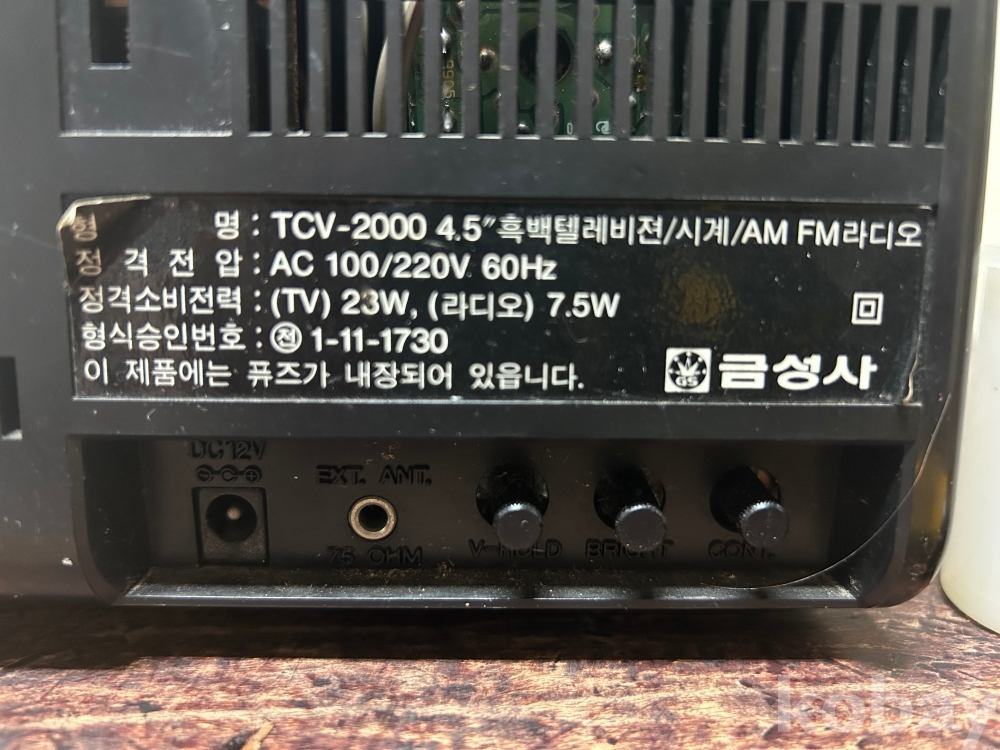 형 명 : TCV-2000 4.5″흑백텔레비젼/시계/AM FM라디오
정 격 전 압 : AC 100/220V 60Hz
정격소비전력 : (TV) 23W, (라디오) 7.5W
형식승인번호 : 전 1-11-1730
이 제품에는 퓨즈가 내장되어 있읍니다.
GS 금성사
DC 12V
EXT. ANT.
75 OHM
V-HOLD
BRIGHT
CONT.
kobay